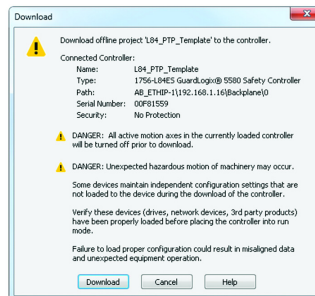 Download
Download offline project 'L84_PTP_Template' to the controller.
Connected Controller:
Name: L84_PTP_Template
Type: 1756-L84ES GuardLogix® 5580 Safety Controller
Path: AB_ETHIP-1\192.168.1.16\Backplane\0
Serial Number: 00F81559
Security: No Protection
DANGER: All active motion axes in the currently loaded controller
will be turned off prior to download.
DANGER: Unexpected hazardous motion of machinery may occur.
Some devices maintain independent configuration settings that are
not loaded to the device during the download of the controller.
Verify these devices (drives, network devices, 3rd party products)
have been properly loaded before placing the controller into run
mode.
Failure to load proper configuration could result in misaligned data
and unexpected equipment operation.
Download Cancel Help